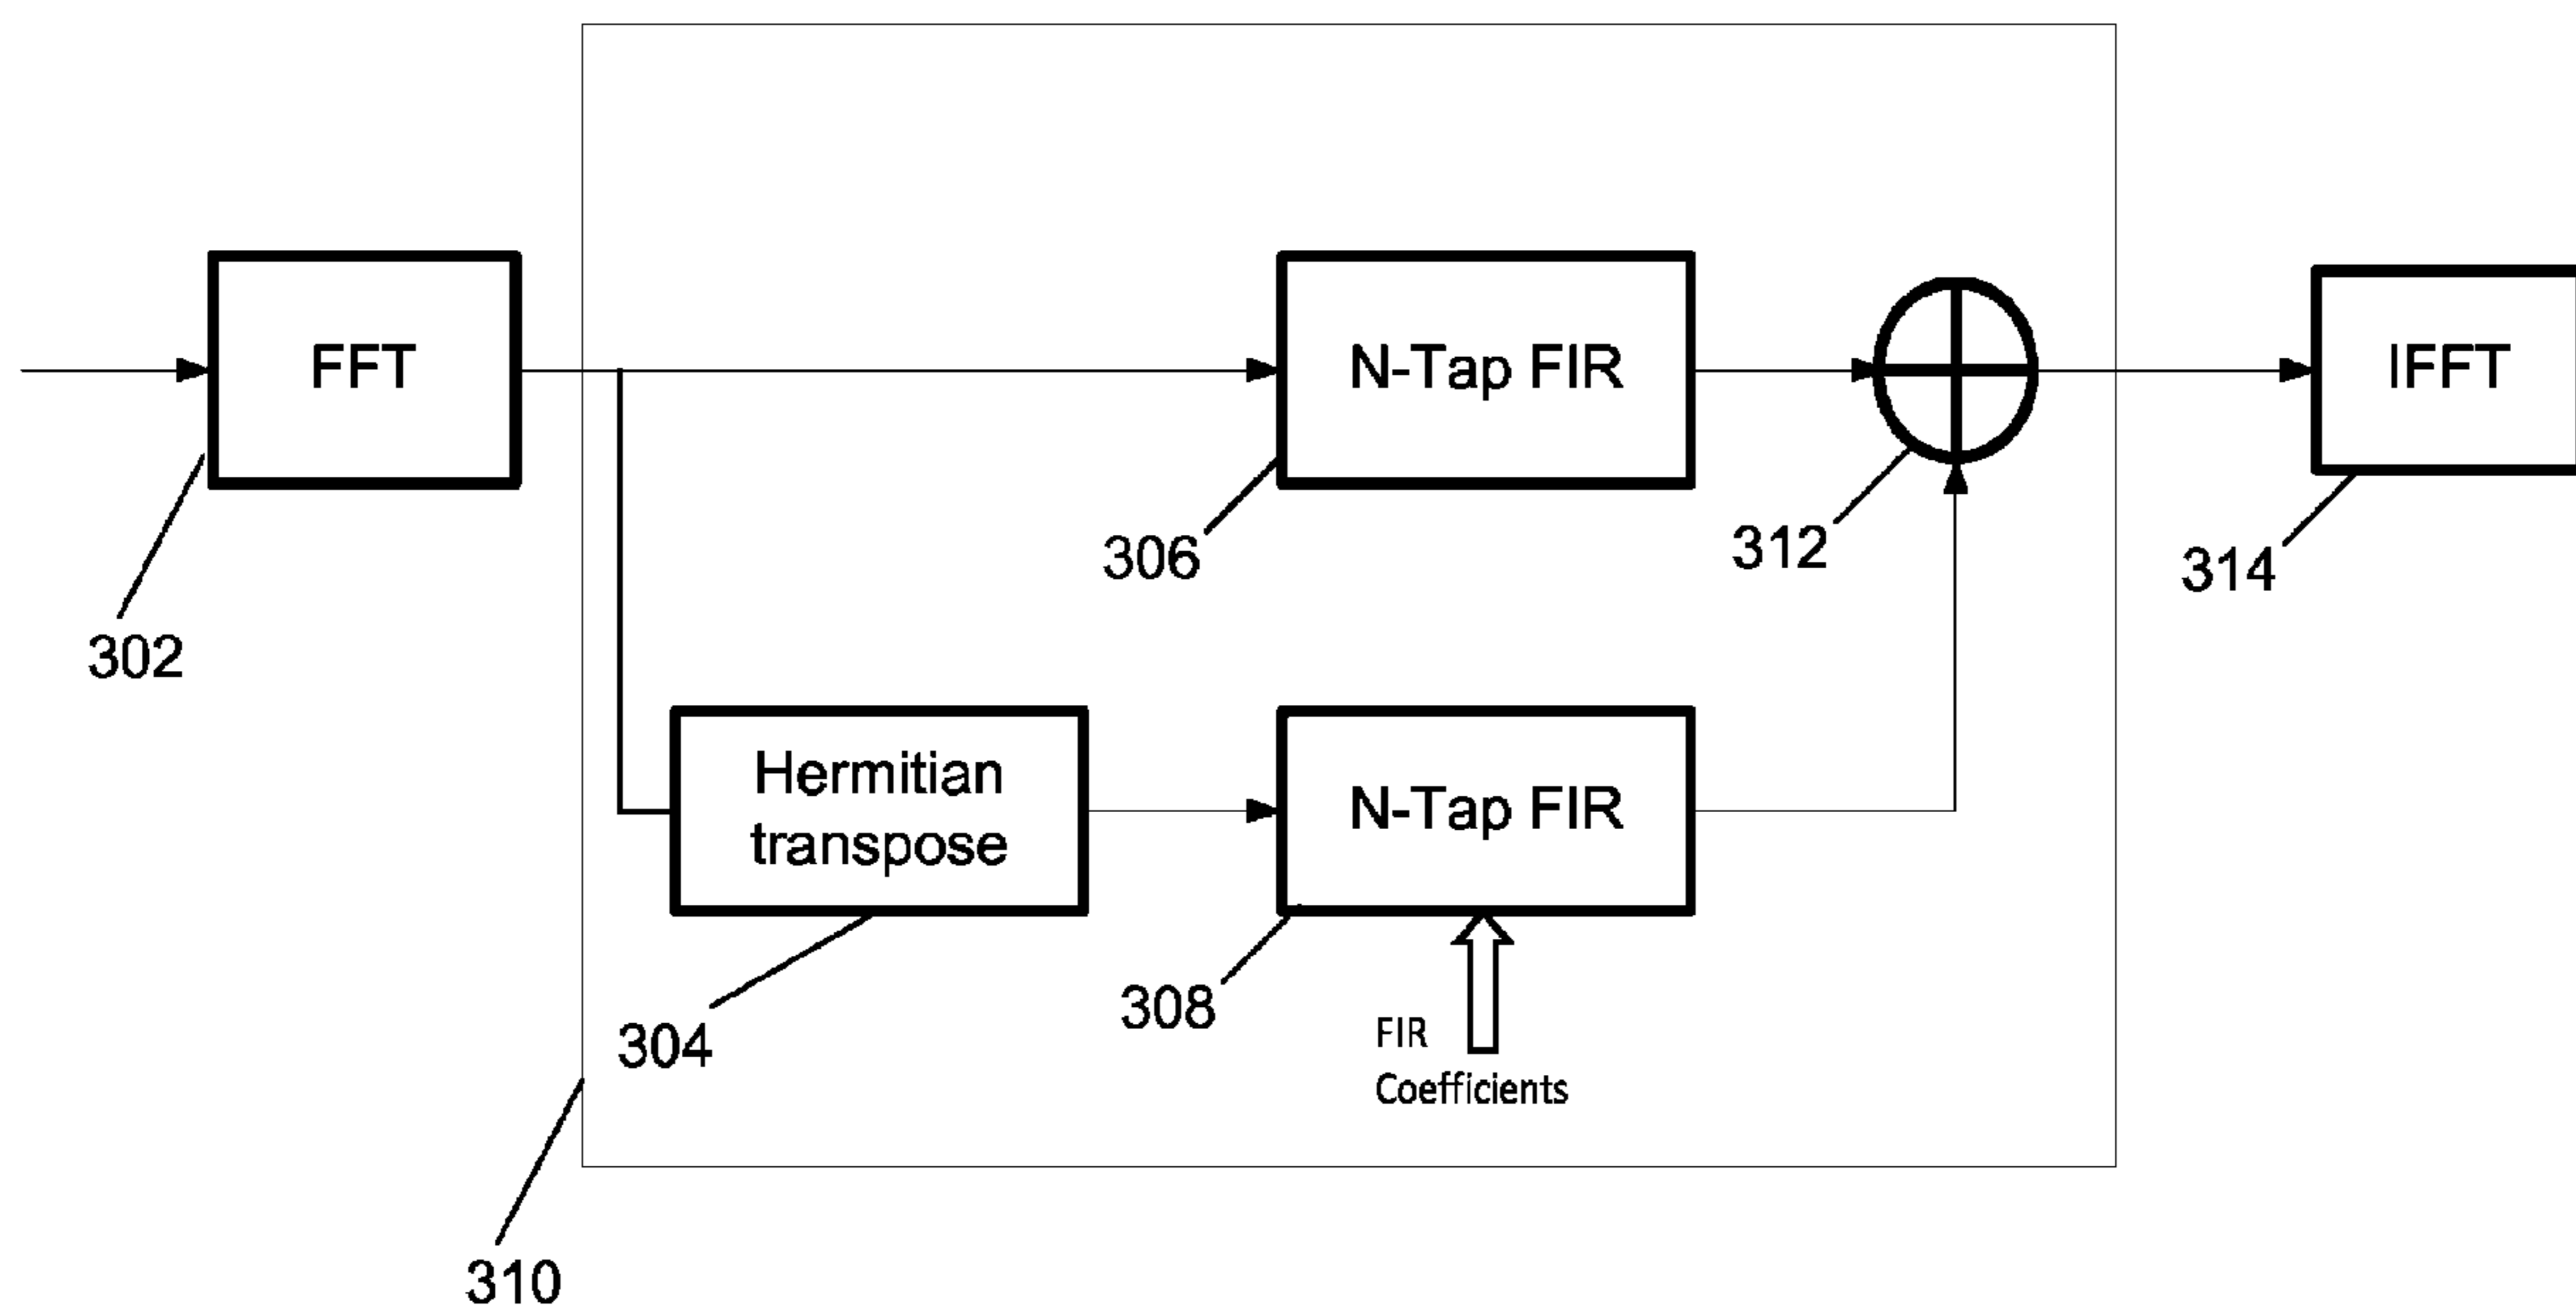 FFT
N-Tap FIR
IFFT
306
312
314
302
Hermitian
transpose
N-Tap FIR
304
308
FIR
Coefficients
310